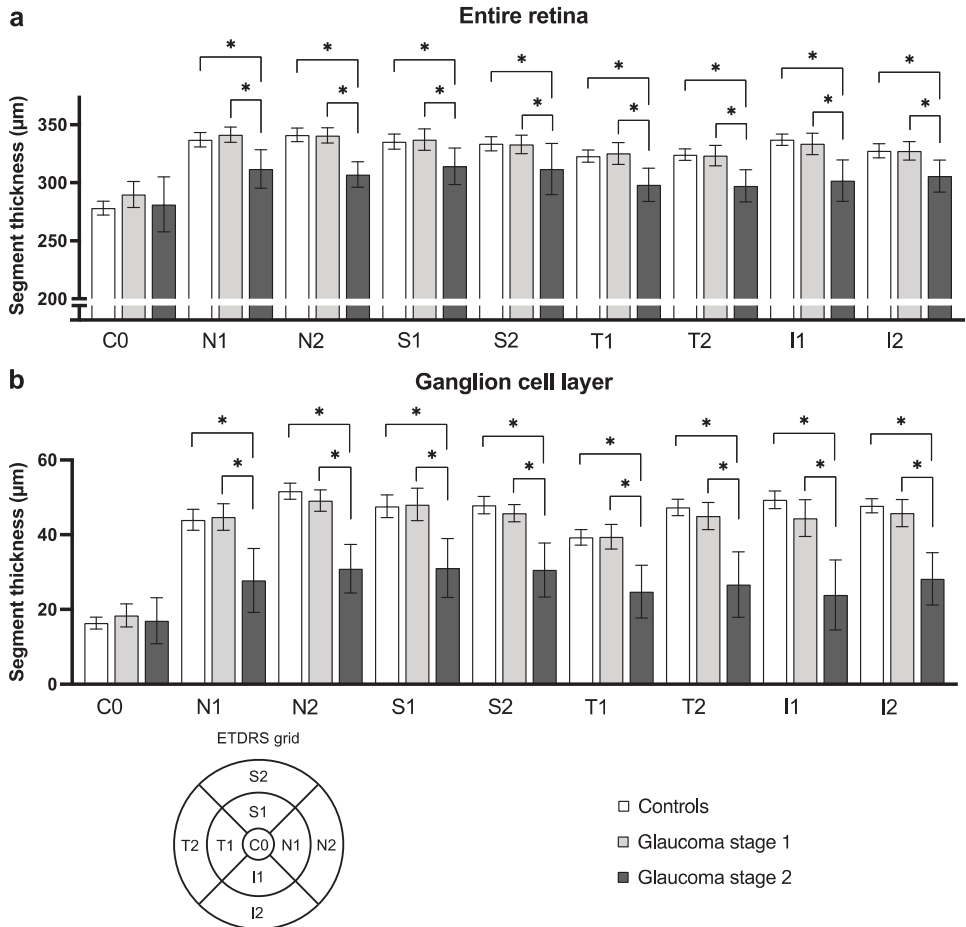 a
Entire retina
* * * * * * * *
* * * * * * * *
Segment thickness (µm)
350
300
250
200
C0 N1 N2 S1 S2 T1 T2 I1 I2
b
Ganglion cell layer
* * * * * * * *
* * * * * * * *
Segment thickness (µm)
60
40
20
0
C0 N1 N2 S1 S2 T1 T2 I1 I2
ETDRS grid
S2
S1
T2 T1 C0 N1 N2
I1
I2
Controls
Glaucoma stage 1
Glaucoma stage 2